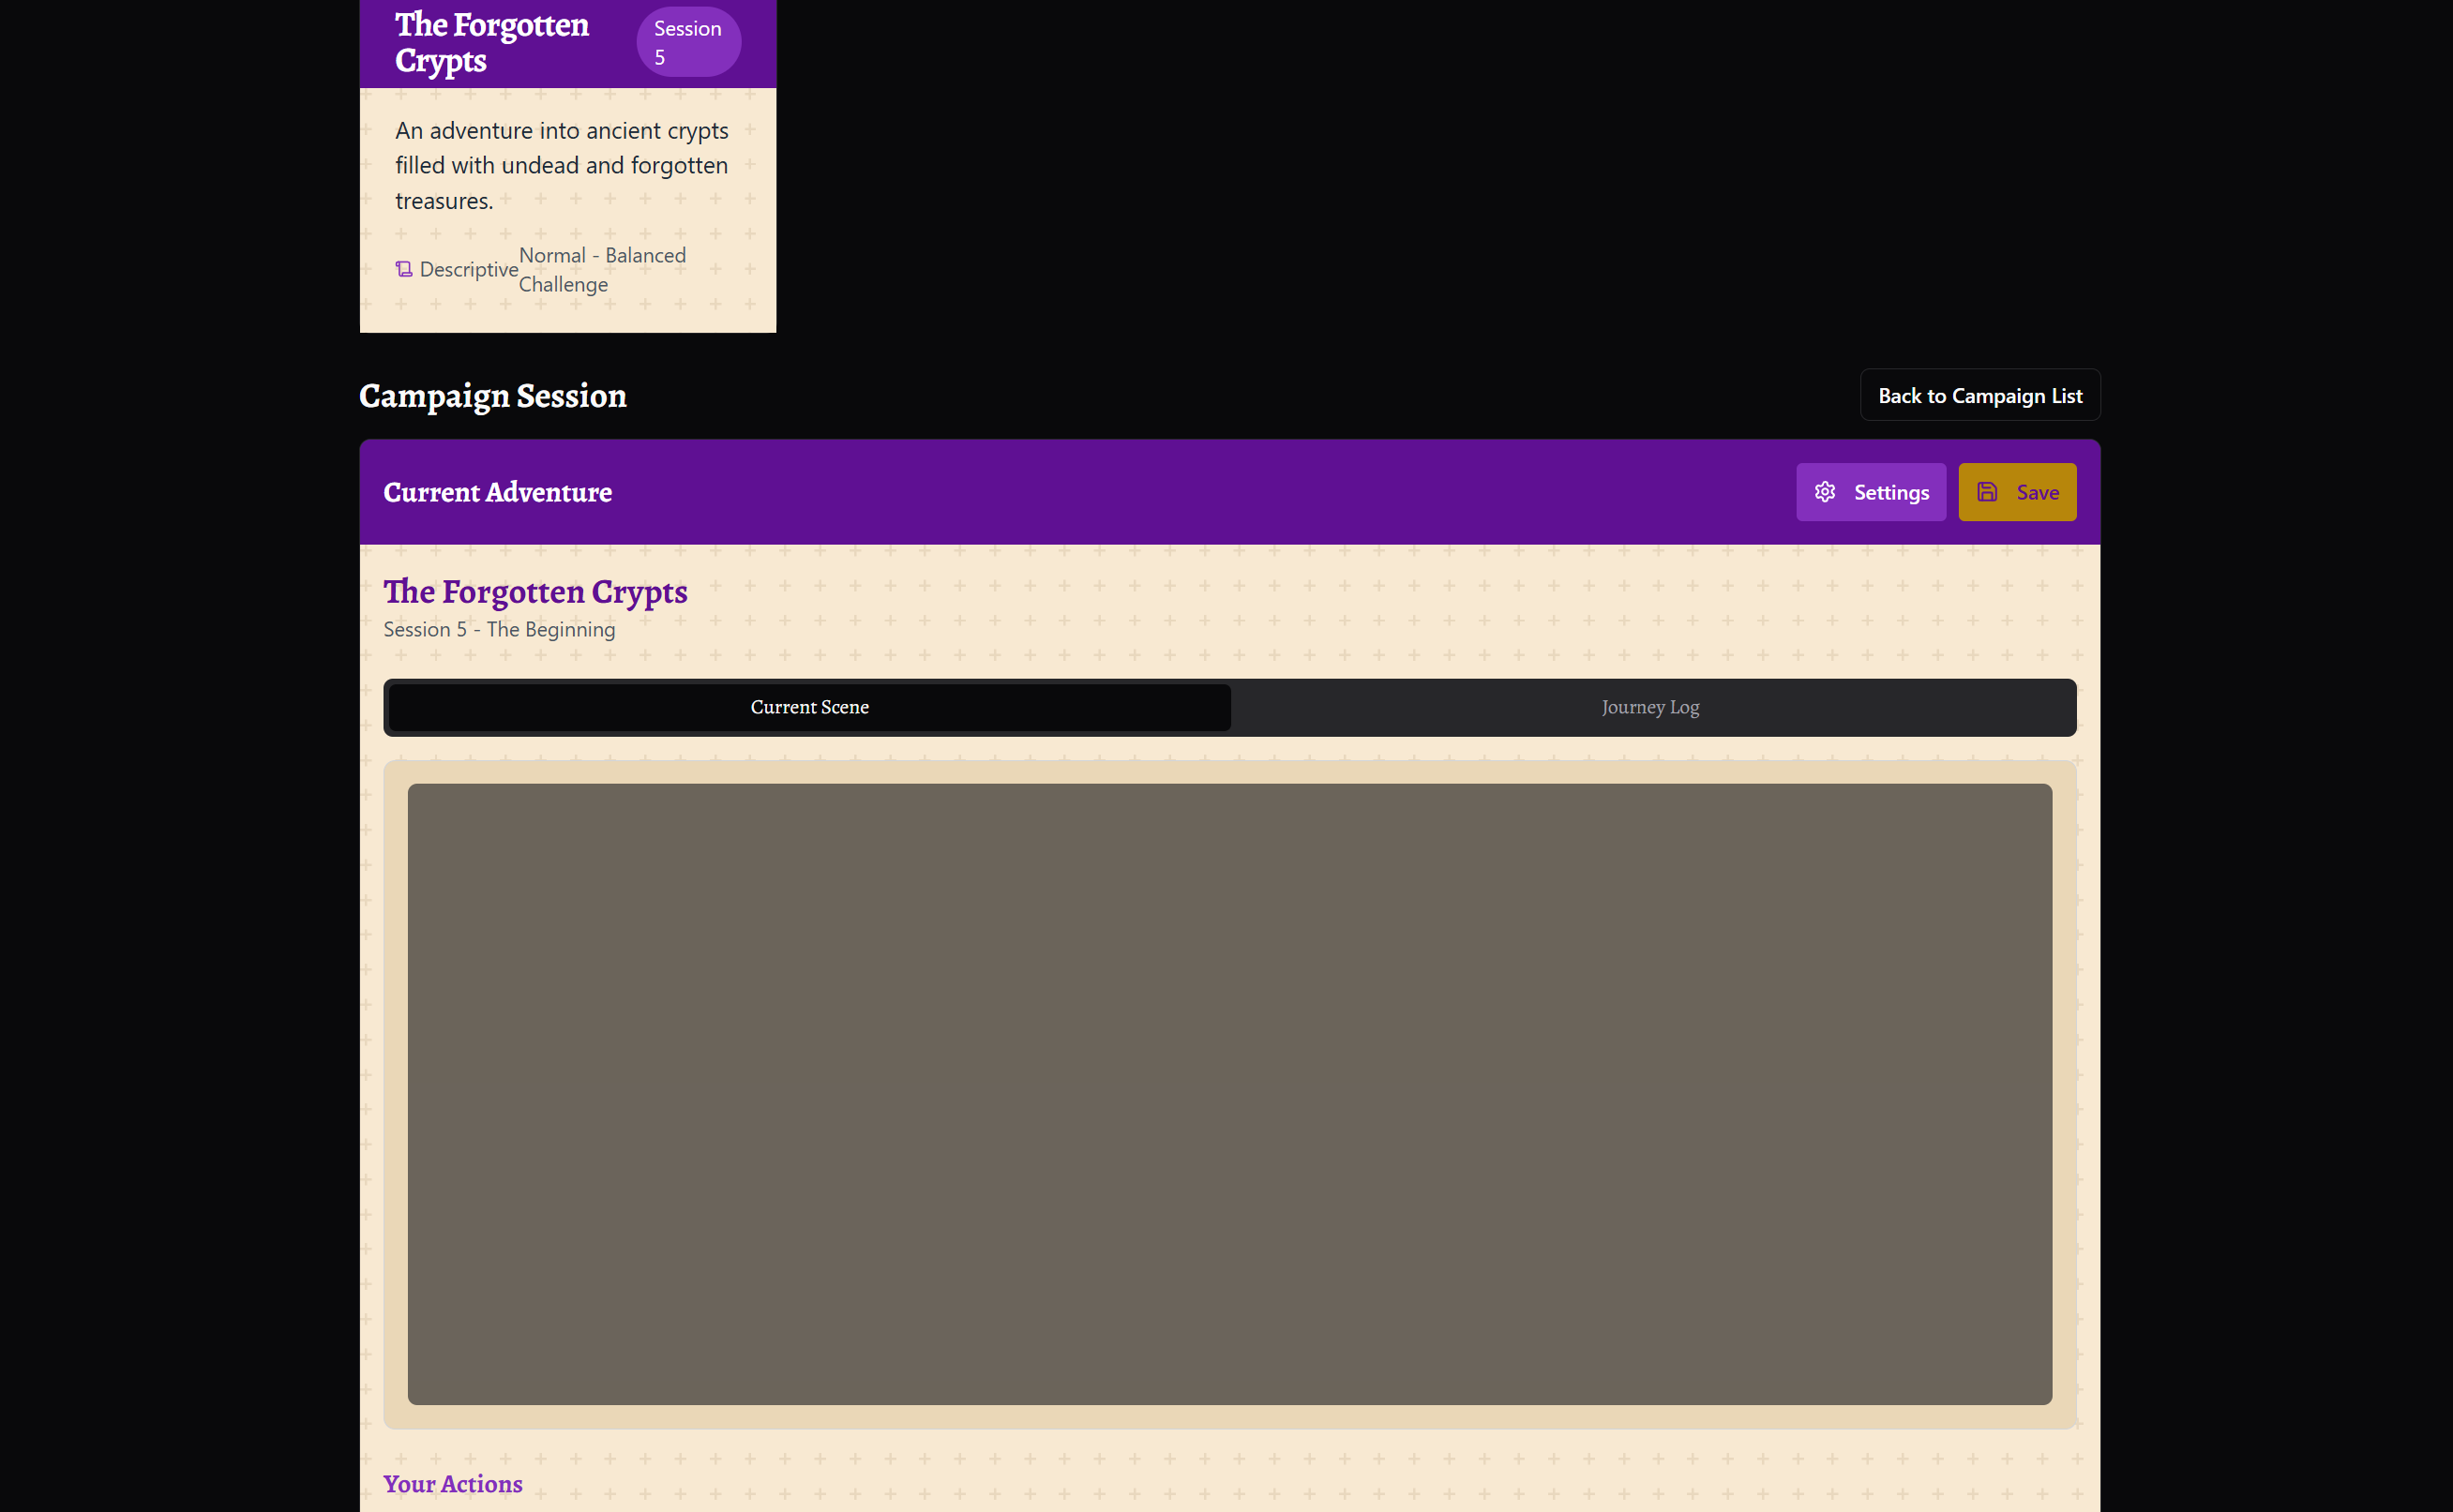 The Forgotten
Crypts
Session
5
An adventure into ancient crypts
filled with undead and forgotten
treasures.
Descriptive
Normal - Balanced
Challenge
Campaign Session
Back to Campaign List
Current Adventure
Settings
Save
The Forgotten Crypts
Session 5 - The Beginning
Current Scene
Journey Log
Your Actions